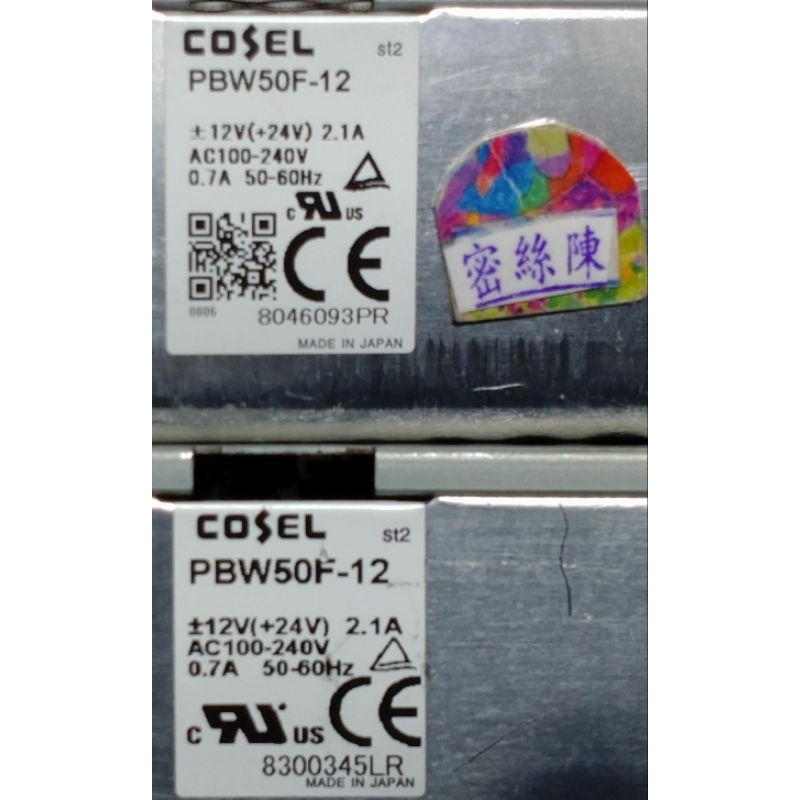 COSEL
st2
PBW50F-12
±12V(+24V) 2.1A
AC100-240V
0.7A 50-60Hz
c RU US
CE
0006
8046093PR
MADE IN JAPAN
密絲陳
COSEL
st2
PBW50F-12
±12V(+24V) 2.1A
AC100-240V
0.7A 50-60Hz
c RU US
CE
8300345LR
MADE IN JAPAN